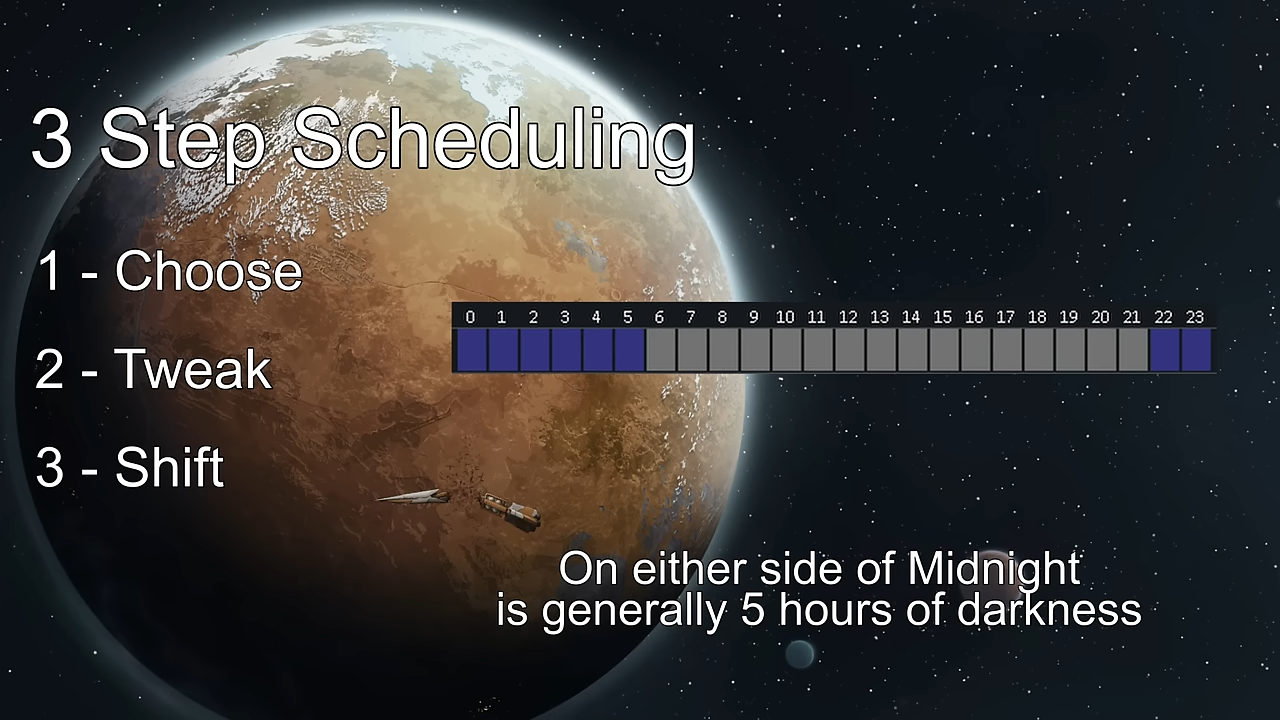 3 Step Scheduling
1 - Choose
0 1 2 3 4 5 6 7 8 9 10 11 12 13 14 15 16 17 18 19 20 21 22 23
2 - Tweak
3 - Shift
On either side of Midnight
is generally 5 hours of darkness